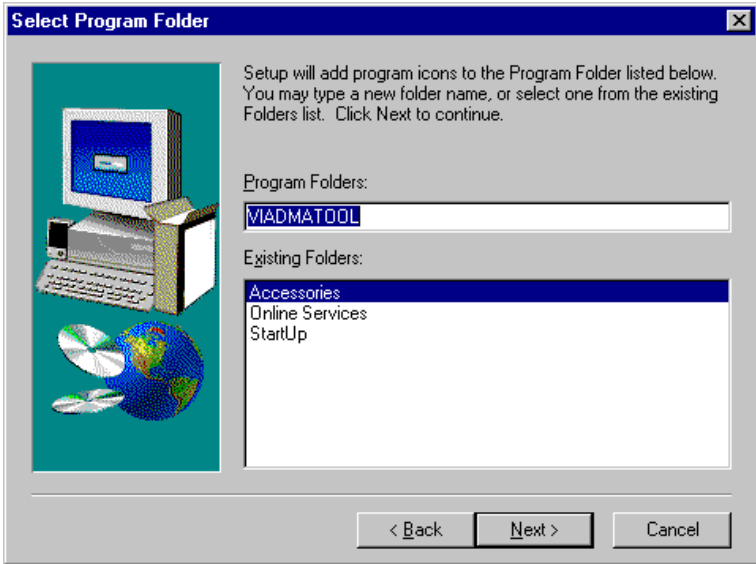 Select Program Folder
Setup will add program icons to the Program Folder listed below.
You may type a new folder name, or select one from the existing
Folders list. Click Next to continue.
Program Folders:
VIADMATOOL
Existing Folders:
Accessories
Online Services
StartUp
< Back
Next >
Cancel